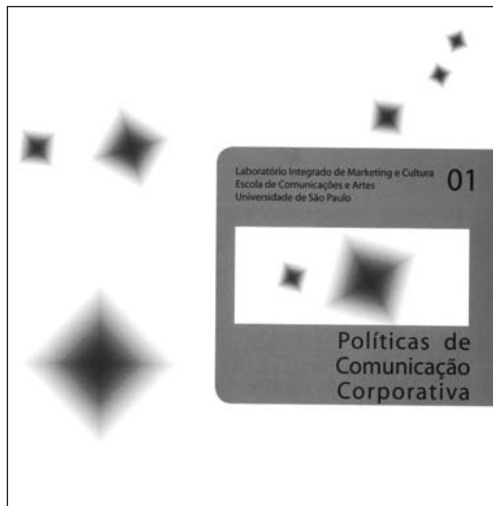 Laboratório Integrado de Marketing e Cultura
Escola de Comunicações e Artes
Universidade de São Paulo
01
Políticas de
Comunicação
Corporativa